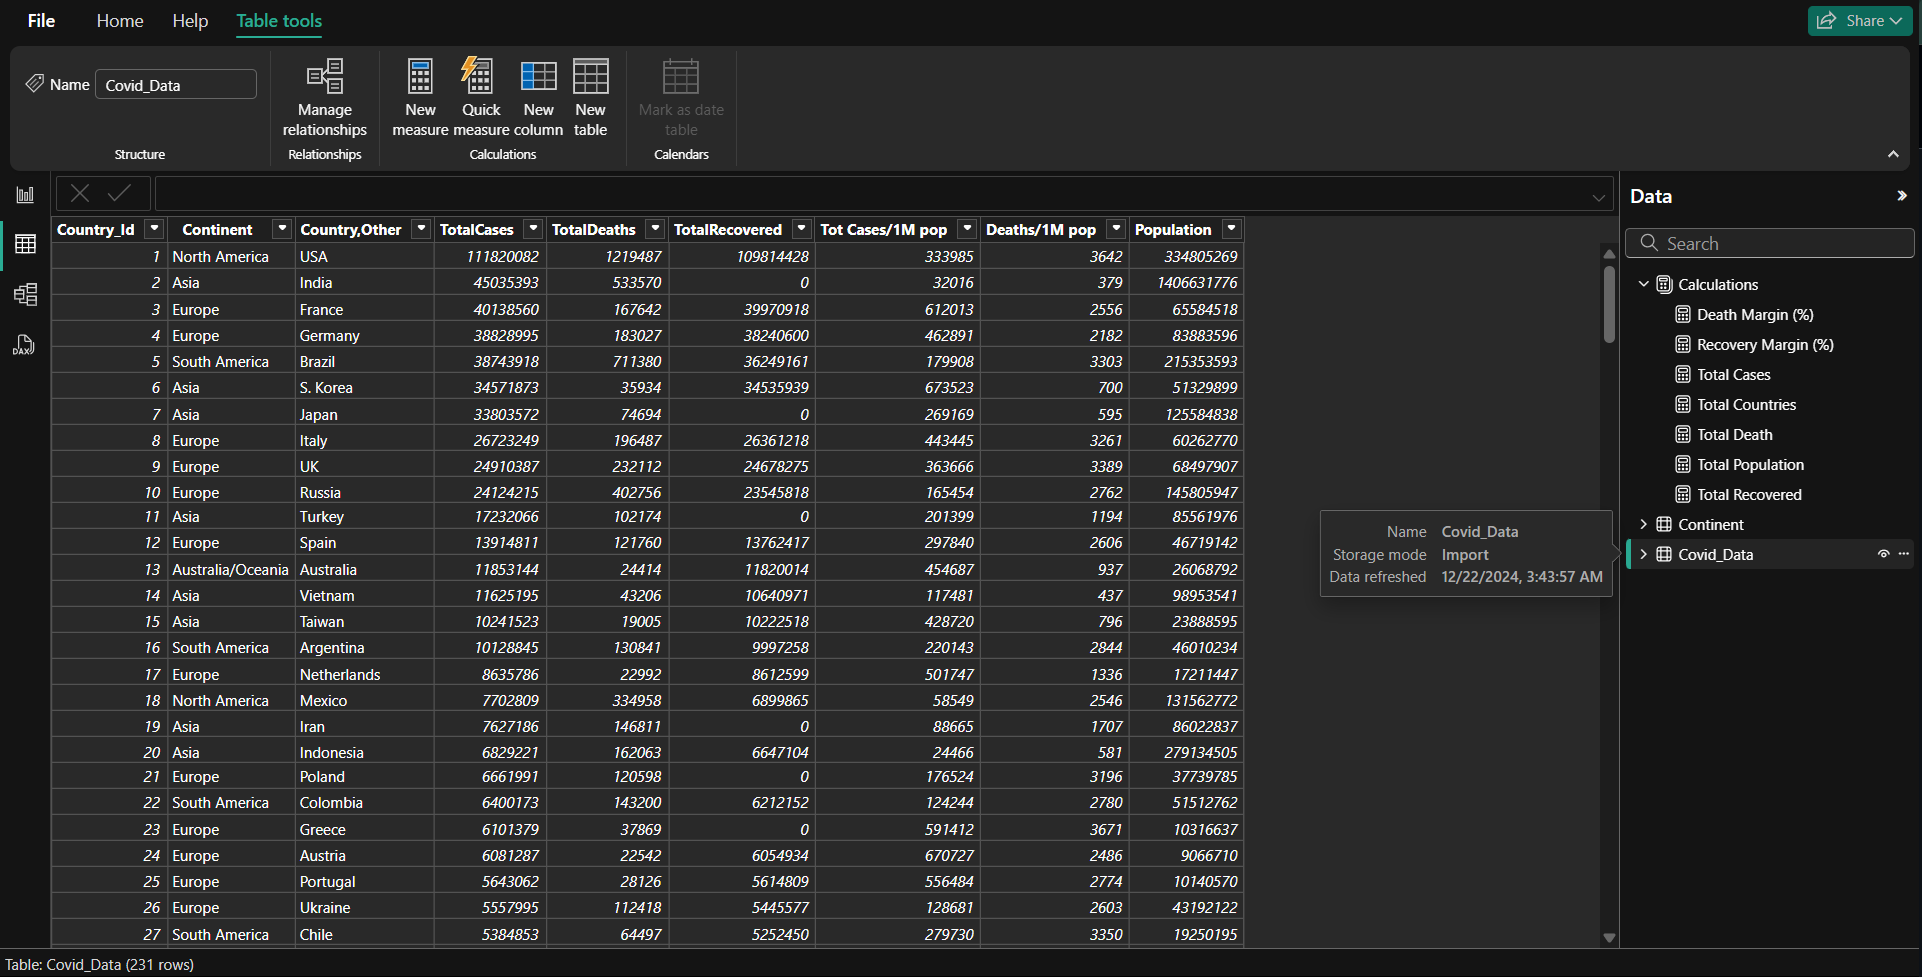 File Home Help Table tools Share
Name Covid_Data
Manage relationships
New measure Quick measure New column New table
Mark as date table
Structure Relationships Calculations Calendars
Country_Id Continent Country,Other TotalCases TotalDeaths TotalRecovered Tot Cases/1M pop Deaths/1M pop Population
1 North America USA 111820082 1219487 109814428 333985 3642 334805269
2 Asia India 45035393 533570 0 32016 379 1406631776
3 Europe France 40138560 167642 39970918 612013 2556 65584518
4 Europe Germany 38828995 183027 38240600 462891 2182 83883596
5 South America Brazil 38743918 711380 36249161 179908 3303 215353593
6 Asia S. Korea 34571873 35934 34535939 673523 700 51329899
7 Asia Japan 33803572 74694 0 269169 595 125584838
8 Europe Italy 26723249 196487 26361218 443445 3261 60262770
9 Europe UK 24910387 232112 24678275 363666 3389 68497907
10 Europe Russia 24124215 402756 23545818 165454 2762 145805947
11 Asia Turkey 17232066 102174 0 201399 1194 85561976
12 Europe Spain 13914811 121760 13762417 297840 2606 46719142
13 Australia/Oceania Australia 11853144 24414 11820014 454687 937 26068792
14 Asia Vietnam 11625195 43206 10640971 117481 437 98953541
15 Asia Taiwan 10241523 19005 10222518 428720 796 23888595
16 South America Argentina 10128845 130841 9997258 220143 2844 46010234
17 Europe Netherlands 8635786 22992 8612599 501747 1336 17211447
18 North America Mexico 7702809 334958 6899865 58549 2546 131562772
19 Asia Iran 7627186 146811 0 88665 1707 86022837
20 Asia Indonesia 6829221 162063 6647104 24466 581 279134505
21 Europe Poland 6661991 120598 0 176524 3196 37739785
22 South America Colombia 6400173 143200 6212152 124244 2780 51512762
23 Europe Greece 6101379 37869 0 591412 3671 10316637
24 Europe Austria 6081287 22542 6054934 670727 2486 9066710
25 Europe Portugal 5643062 28126 5614809 556484 2774 10140570
26 Europe Ukraine 5557995 112418 5445577 128681 2603 43192122
27 South America Chile 5384853 64497 5252450 279730 3350 19250195
Name Covid_Data
Storage mode Import
Data refreshed 12/22/2024, 3:43:57 AM
Data
Search
Calculations
Death Margin (%)
Recovery Margin (%)
Total Cases
Total Countries
Total Death
Total Population
Total Recovered
Continent
Covid_Data
DAX
Table: Covid_Data (231 rows)